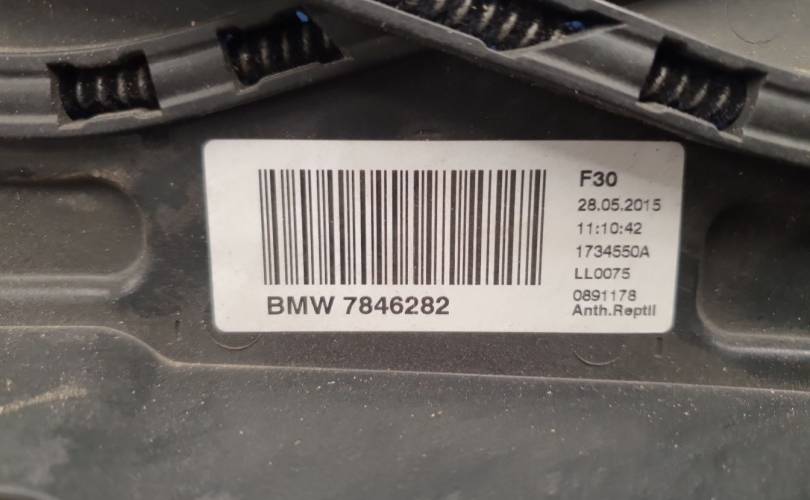 BMW 7846282
F30
28.05.2015
11:10:42
1734550A
LL0075
0891178
Anth.Reptil